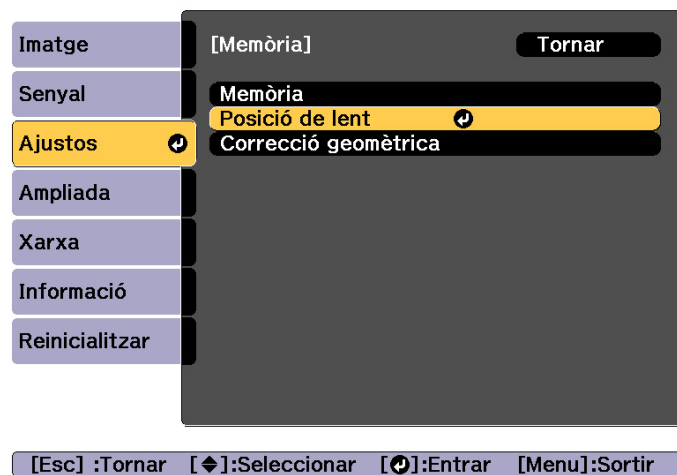 Imatge
Senyal
Ajustos
Ampliada
Xarxa
Informació
Reinicialitzar
[Memòria] Tornar
Memòria
Posició de lent
Correcció geomètrica
[Esc] :Tornar [◆]:Seleccionar [↵]:Entrar [Menu]:Sortir